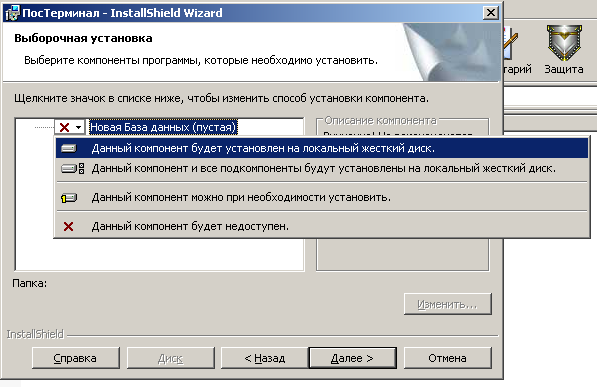 ПосТерминал - InstallShield Wizard
Выборочная установка
Выберите компоненты программы, которые необходимо установить.
тарий
Защита
Щелкните значок в списке ниже, чтобы изменить способ установки компонента.
Новая База данных (пустая)
Описание компонента
Данный компонент будет установлен на локальный жесткий диск.
Данный компонент и все подкомпоненты будут установлены на локальный жесткий диск.
Данный компонент можно при необходимости установить.
Данный компонент будет недоступен.
Папка:
Изменить...
InstallShield
Справка
Диск
< Назад
Далее >
Отмена